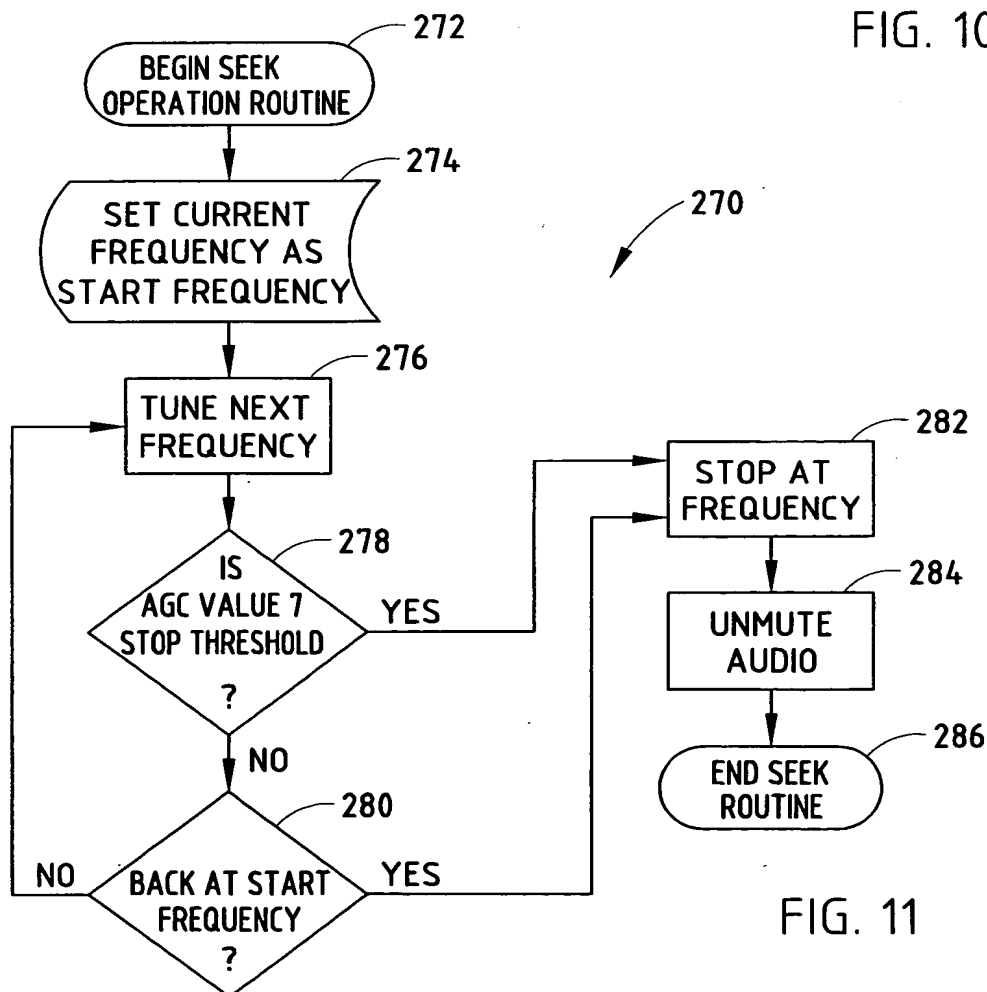 FIG. 10
272
BEGIN SEEK
OPERATION ROUTINE
274
SET CURRENT
FREQUENCY AS
START FREQUENCY
270
276
TUNE NEXT
FREQUENCY
278
IS
AGC VALUE 7
STOP THRESHOLD
?
YES
NO
280
BACK AT START
FREQUENCY
?
NO
YES
282
STOP AT
FREQUENCY
284
UNMUTE
AUDIO
286
END SEEK
ROUTINE
FIG. 11